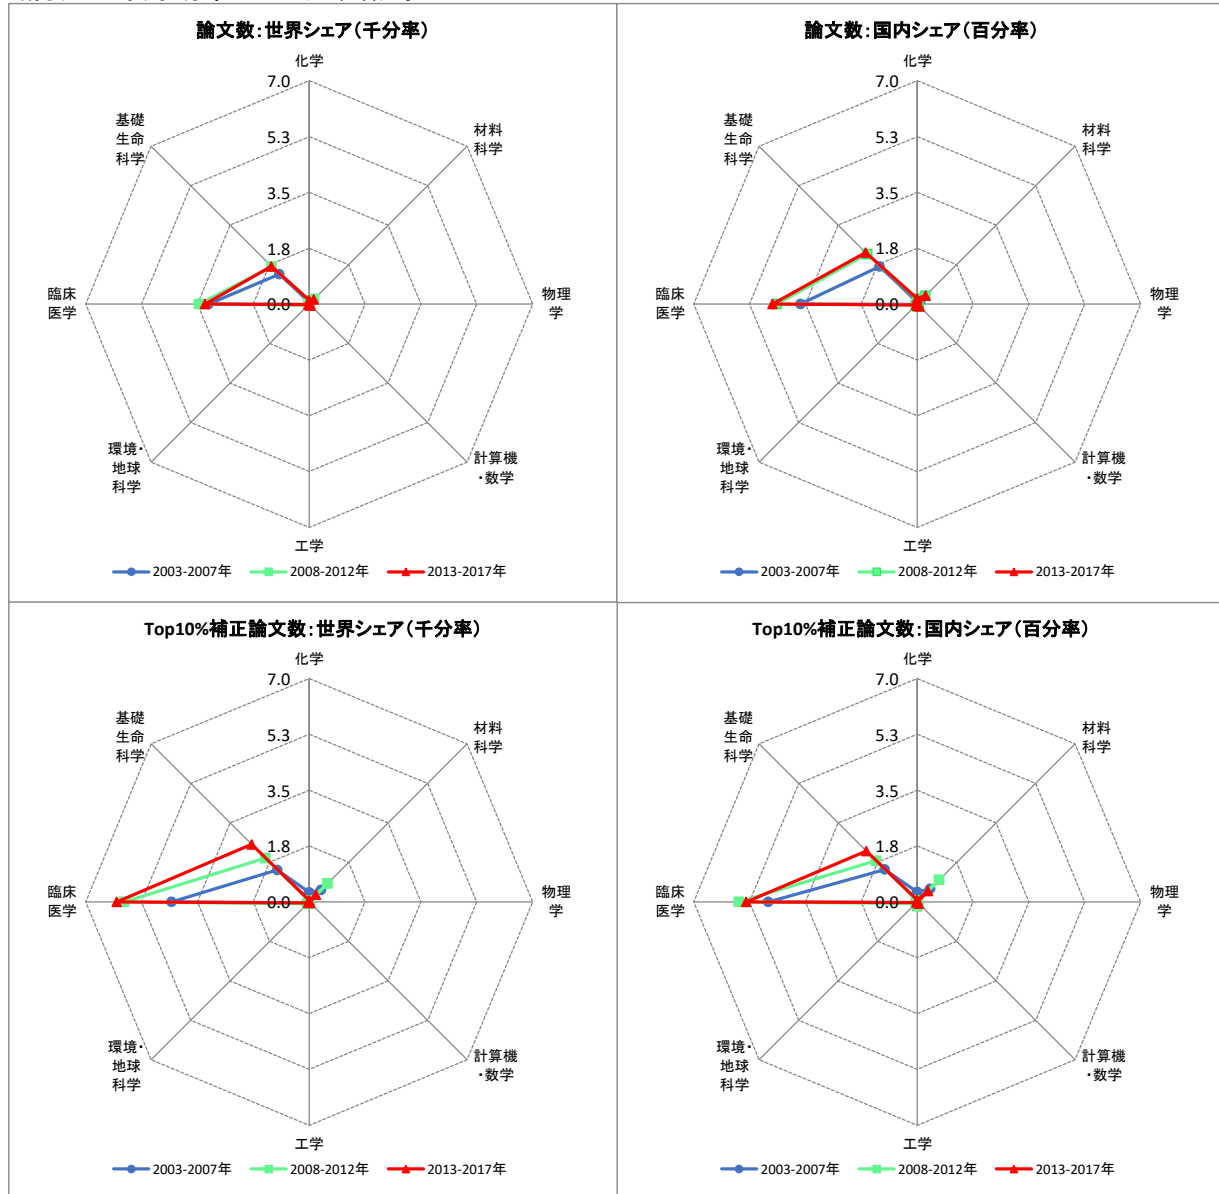 論文数：世界シェア（千分率）
化学
7.0
5.3
3.5
1.8
0.0
材料
科学
物理
学
計算機
・数学
工学
環境・
地球
科学
臨床
医学
基礎
生命
科学
2003-2007年
2008-2012年
2013-2017年
論文数：国内シェア（百分率）
化学
7.0
5.3
3.5
1.8
0.0
材料
科学
物理
学
計算機
・数学
工学
環境・
地球
科学
臨床
医学
基礎
生命
科学
2003-2007年
2008-2012年
2013-2017年
Top10%補正論文数：世界シェア（千分率）
化学
7.0
5.3
3.5
1.8
0.0
材料
科学
物理
学
計算機
・数学
工学
環境・
地球
科学
臨床
医学
基礎
生命
科学
2003-2007年
2008-2012年
2013-2017年
Top10%補正論文数：国内シェア（百分率）
化学
7.0
5.3
3.5
1.8
0.0
材料
科学
物理
学
計算機
・数学
工学
環境・
地球
科学
臨床
医学
基礎
生命
科学
2003-2007年
2008-2012年
2013-2017年